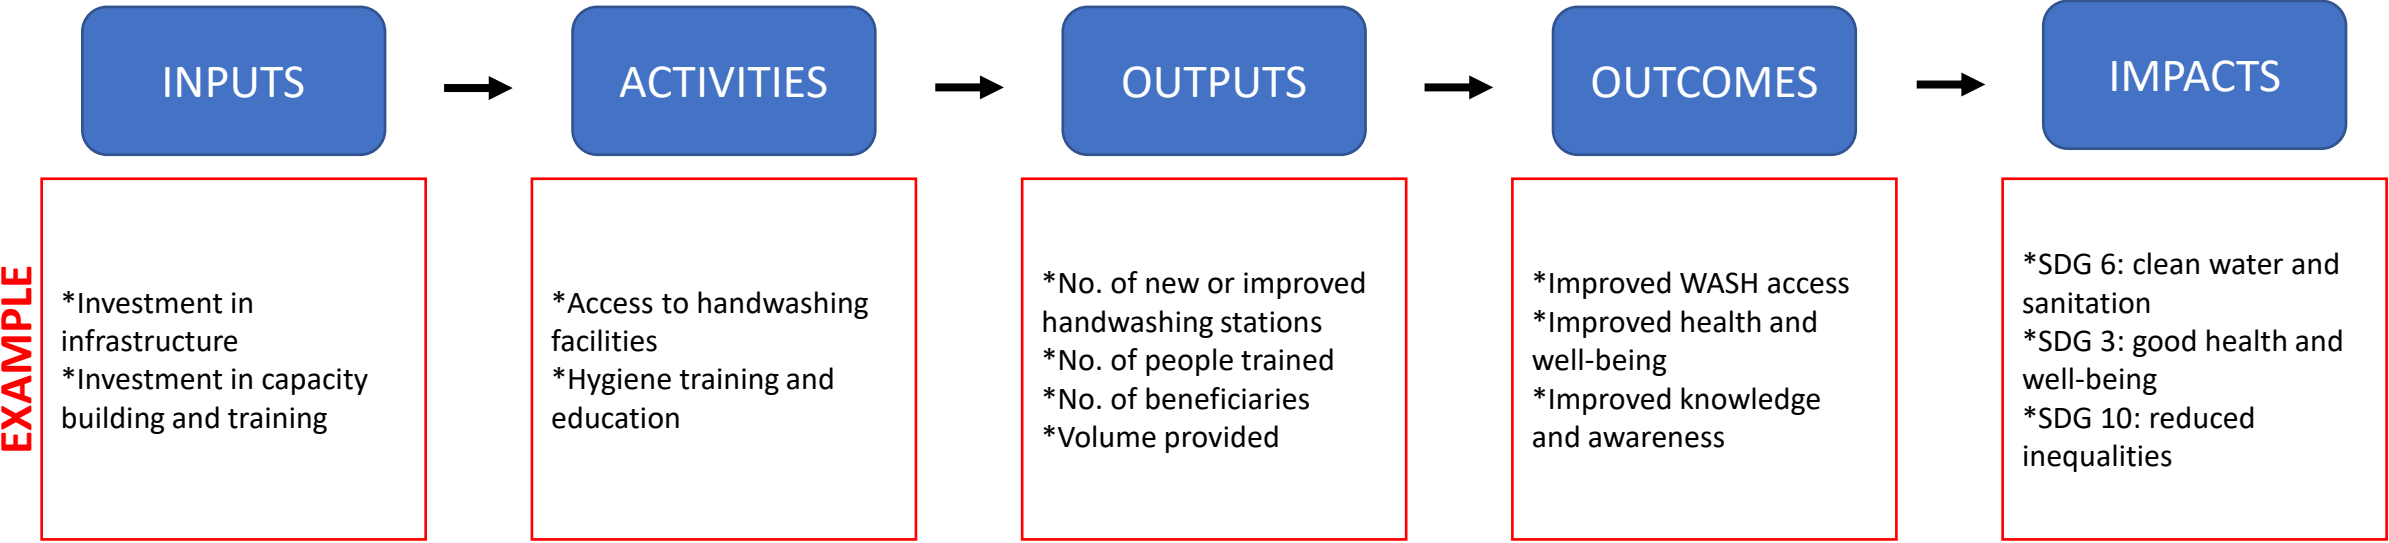 INPUTS
ACTIVITIES
OUTPUTS
OUTCOMES
IMPACTS
EXAMPLE
*Investment in
infrastructure
*Investment in capacity
building and training
*Access to handwashing
facilities
*Hygiene training and
education
*No. of new or improved
handwashing stations
*No. of people trained
*No. of beneficiaries
*Volume provided
*Improved WASH access
*Improved health and
well-being
*Improved knowledge
and awareness
*SDG 6: clean water and
sanitation
*SDG 3: good health and
well-being
*SDG 10: reduced
inequalities